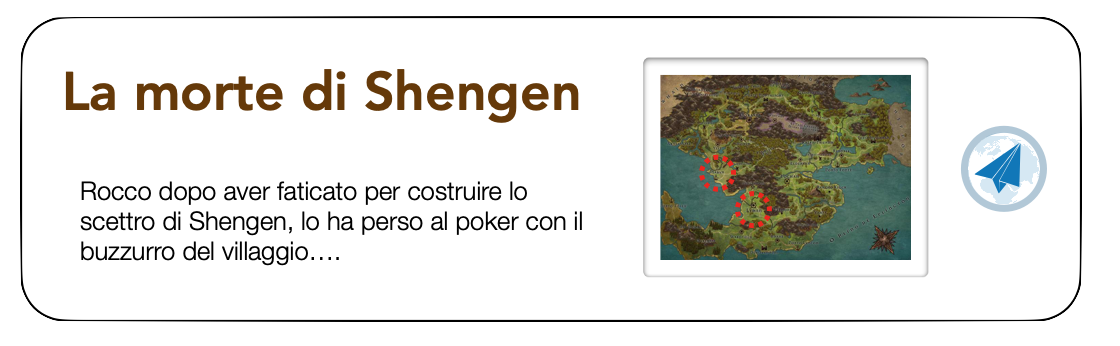 La morte di Shengen
Rocco dopo aver faticato per costruire lo
scettro di Shengen, lo ha perso al poker con il
buzzurro del villaggio….